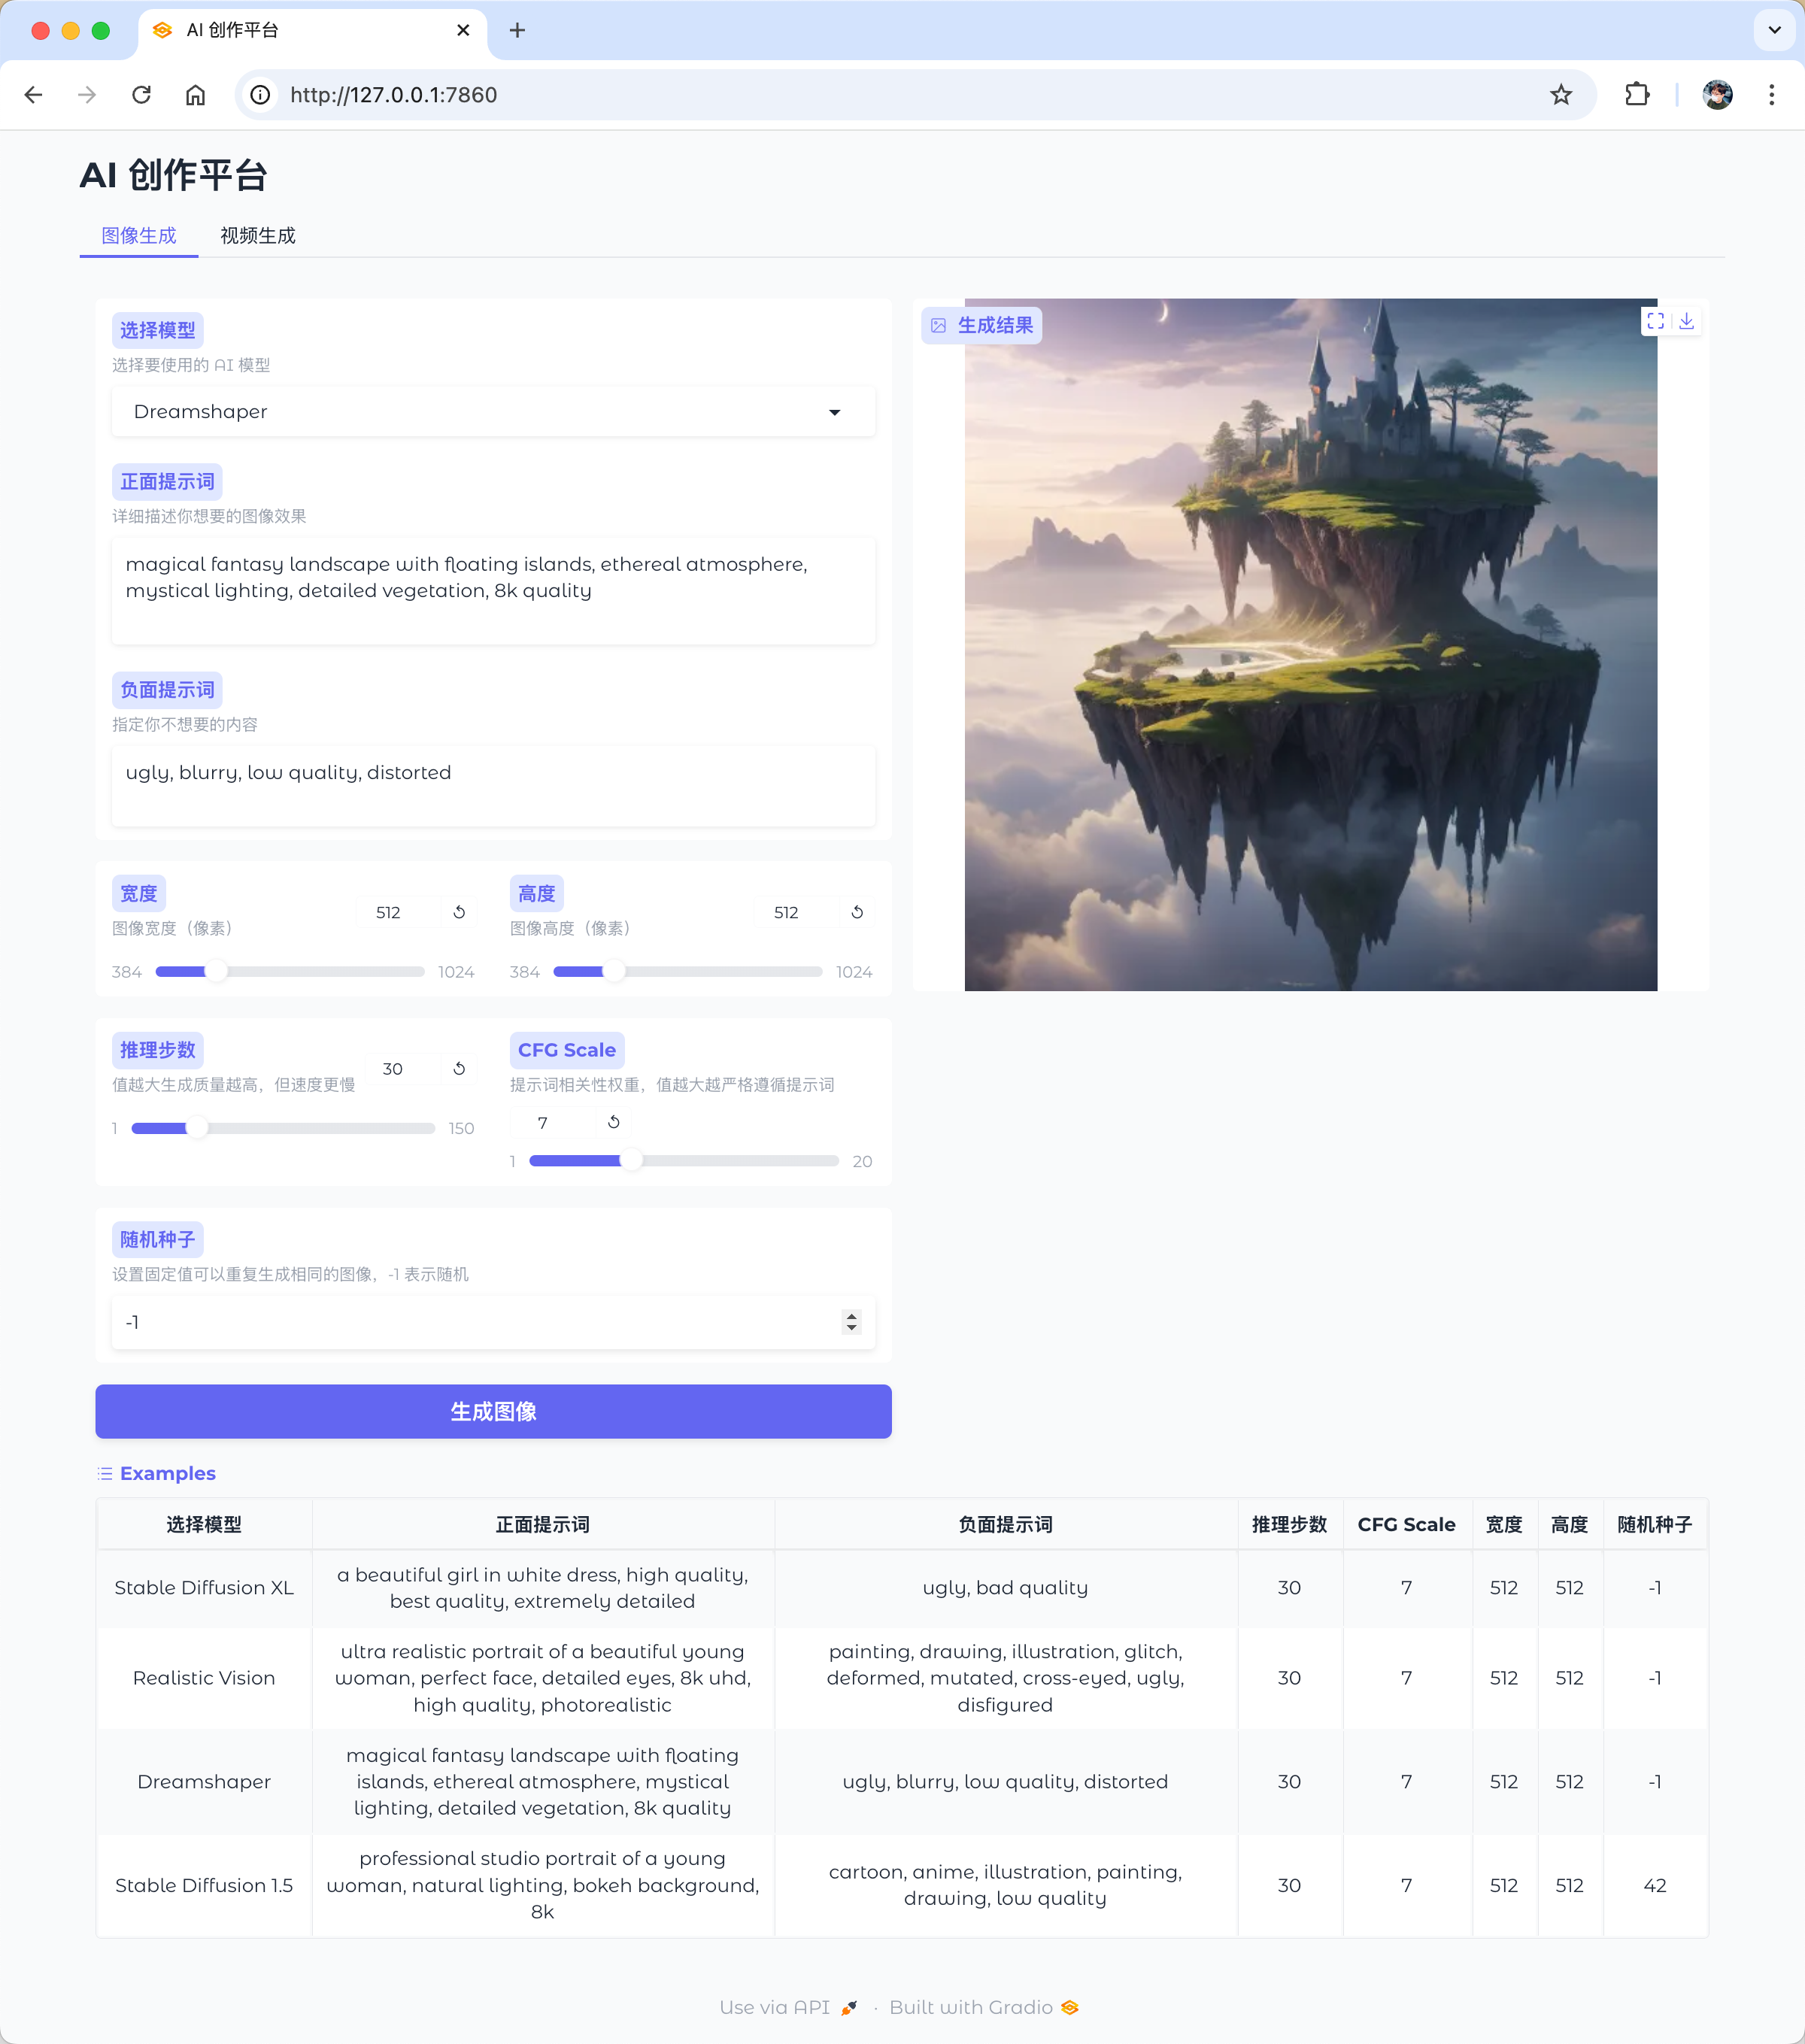 AI 创作平台
http://127.0.0.1:7860
AI 创作平台
图像生成
视频生成
选择模型
选择要使用的 AI 模型
Dreamshaper
正面提示词
详细描述你想要的图像效果
magical fantasy landscape with floating islands, ethereal atmosphere,
mystical lighting, detailed vegetation, 8k quality
负面提示词
指定你不想要的内容
ugly, blurry, low quality, distorted
宽度
图像宽度（像素）
512
384
1024
高度
图像高度（像素）
512
384
1024
推理步数
值越大生成质量越高，但速度更慢
30
1
150
CFG Scale
提示词相关性权重，值越大越严格遵循提示词
7
1
20
随机种子
设置固定值可以重复生成相同的图像，-1 表示随机
-1
生成图像
生成结果
Examples
选择模型 正面提示词 负面提示词 推理步数 CFG Scale 宽度 高度 随机种子
Stable Diffusion XL
a beautiful girl in white dress, high quality,
best quality, extremely detailed
ugly, bad quality
30 7 512 512 -1
Realistic Vision
ultra realistic portrait of a beautiful young
woman, perfect face, detailed eyes, 8k uhd,
high quality, photorealistic
painting, drawing, illustration, glitch,
deformed, mutated, cross-eyed, ugly,
disfigured
30 7 512 512 -1
Dreamshaper
magical fantasy landscape with floating
islands, ethereal atmosphere, mystical
lighting, detailed vegetation, 8k quality
ugly, blurry, low quality, distorted
30 7 512 512 -1
Stable Diffusion 1.5
professional studio portrait of a young
woman, natural lighting, bokeh background,
8k
cartoon, anime, illustration, painting,
drawing, low quality
30 7 512 512 42
Use via API · Built with Gradio